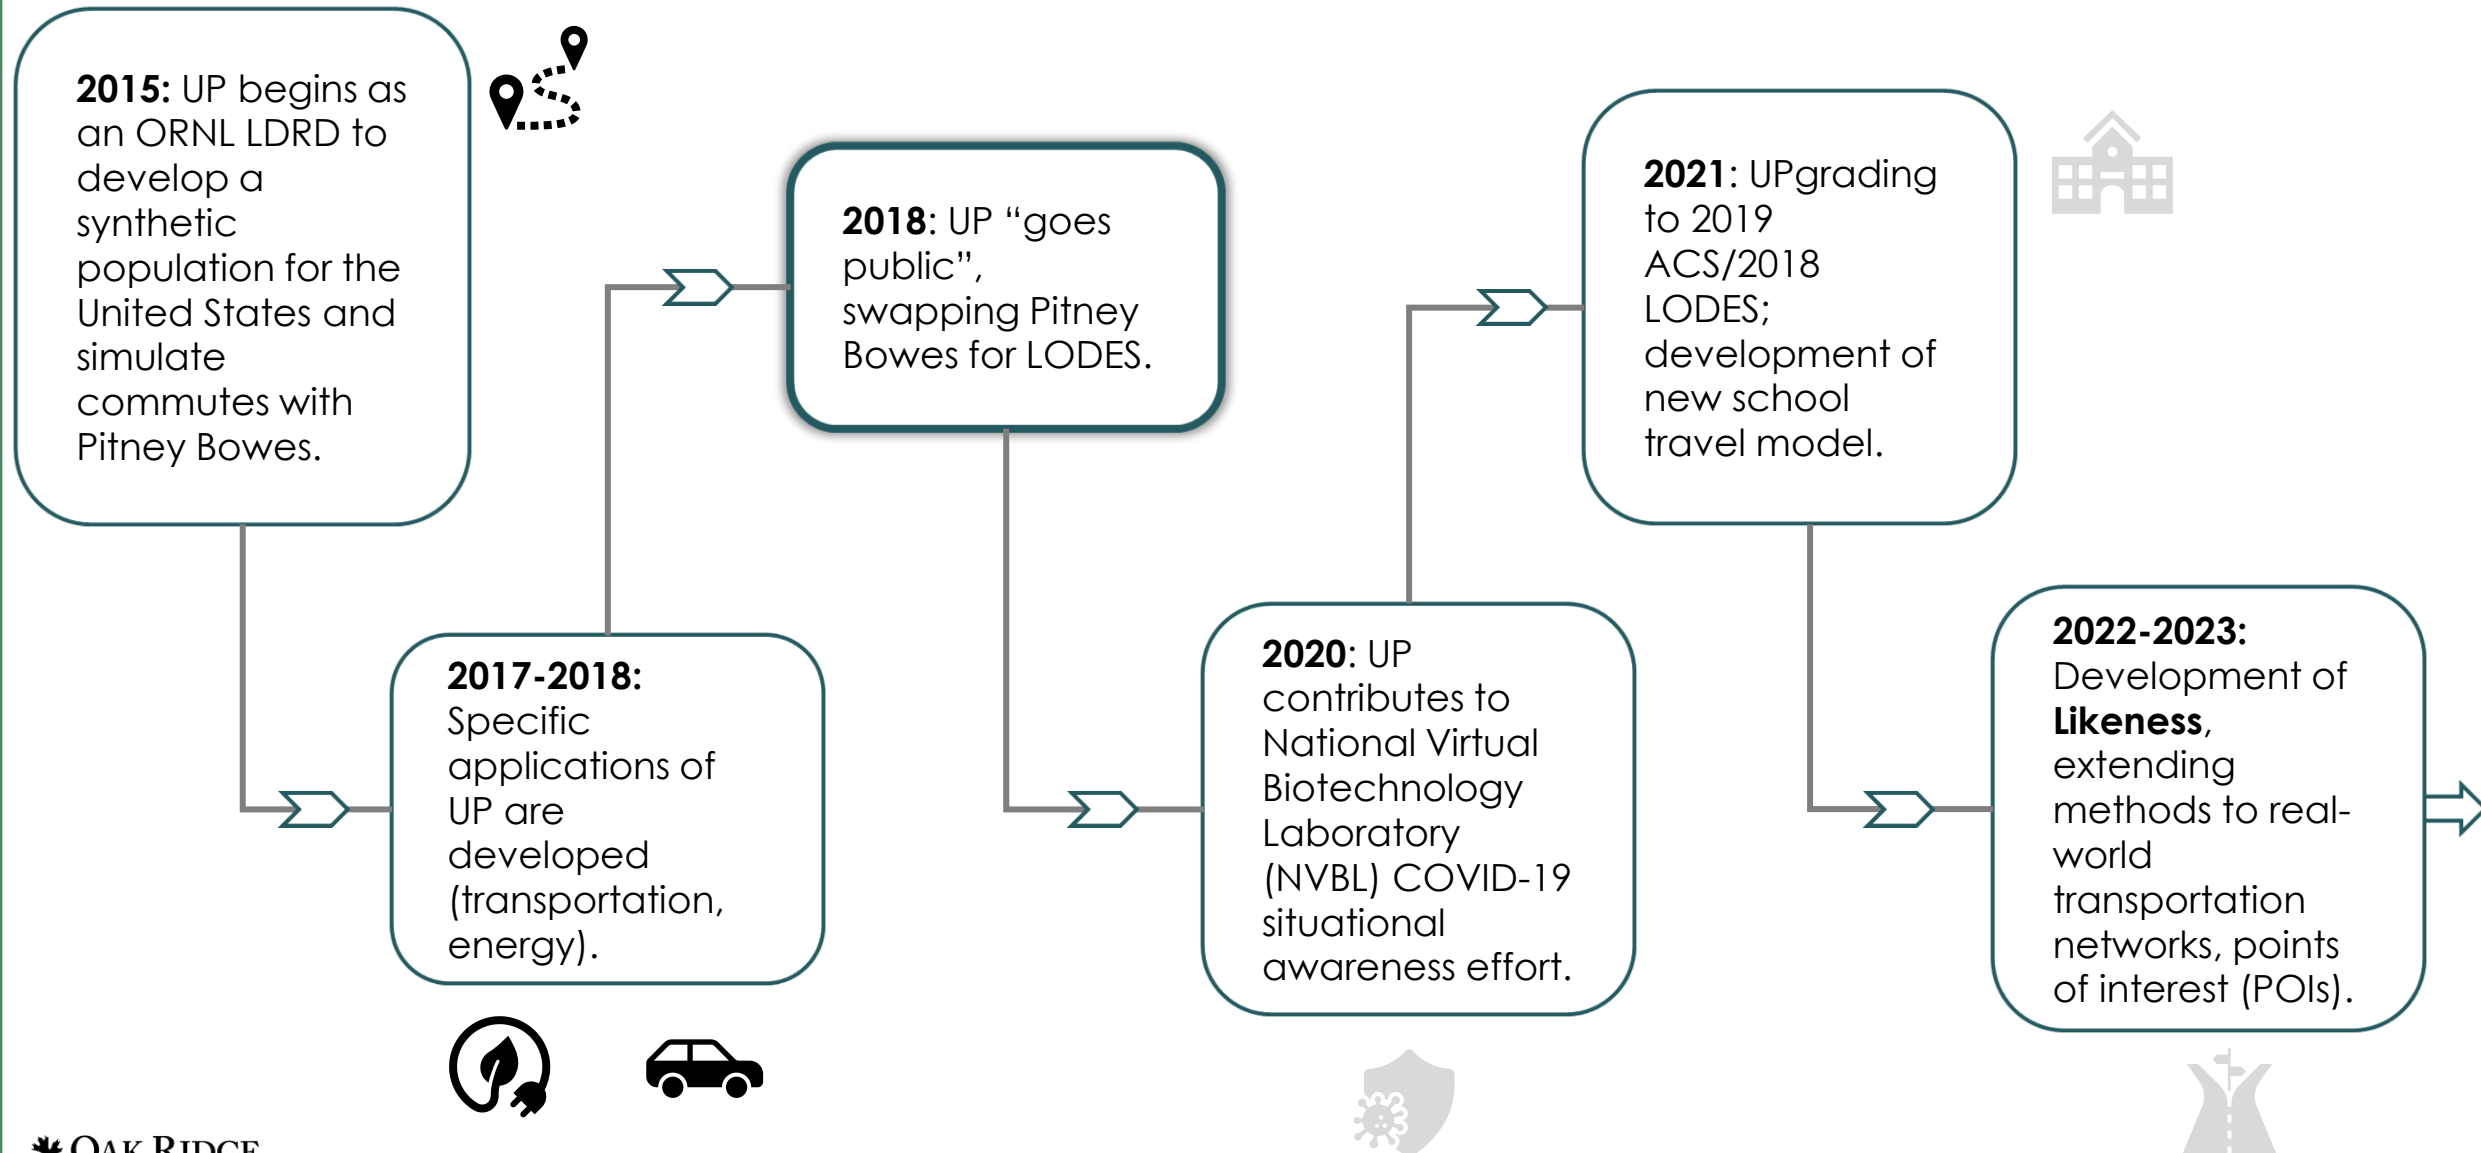 2015: UP begins as
an ORNL LDRD to
develop a
synthetic
population for the
United States and
simulate
commutes with
Pitney Bowes.
2017-2018:
Specific
applications of
UP are
developed
(transportation,
energy).
2018: UP “goes
public”,
swapping Pitney
Bowes for LODES.
2020: UP
contributes to
National Virtual
Biotechnology
Laboratory
(NVBL) COVID-19
situational
awareness effort.
2021: UPgrading
to 2019
ACS/2018
LODES;
development of
new school
travel model.
2022-2023:
Development of
Likeness,
extending
methods to real-
world
transportation
networks, points
of interest (POIs).
OAK RIDGE